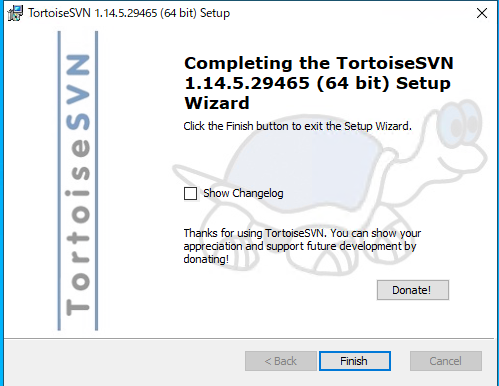 TortoiseSVN 1.14.5.29465 (64 bit) Setup
TortoiseSVN
Completing the TortoiseSVN
1.14.5.29465 (64 bit) Setup
Wizard
Click the Finish button to exit the Setup Wizard.
Show Changelog
Thanks for using TortoiseSVN. You can show your
appreciation and support future development by
donating!
Donate!
< Back
Finish
Cancel